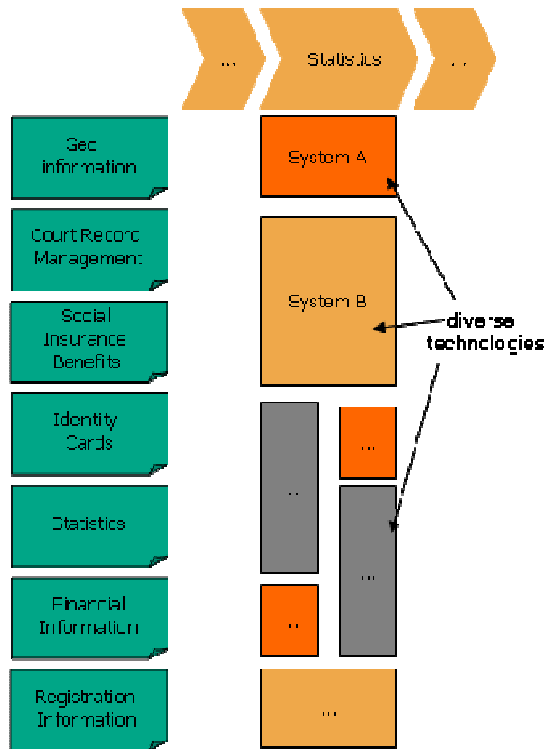 ...
Statistics
...
Geo
information
System A
Court Record
Management
System B
Social
Insurance
Benefits
diverse
technologies
Identity
Cards
...
..
Statistics
...
Financial
Information
..
Registration
Information
...